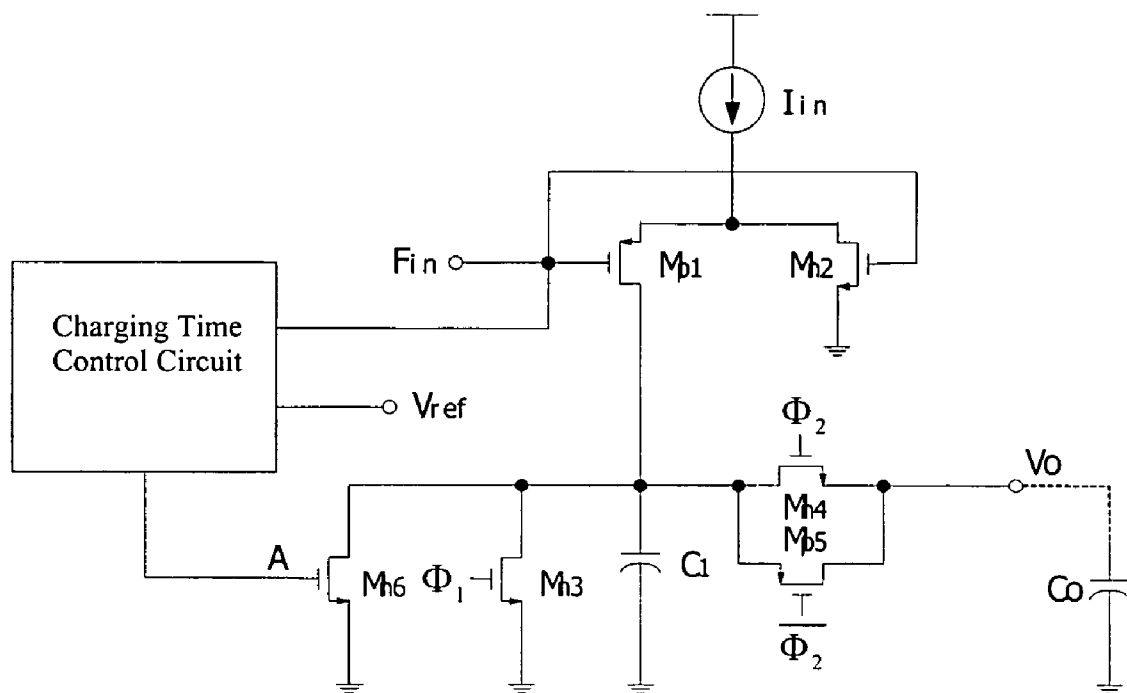 Iin
Fin
Mp1
Mn2
Charging Time
Control Circuit
Vref
Φ2
Vo
Mn4
Mp5
A
Mn6
Φ1
Mn3
C1
Co
Φ2